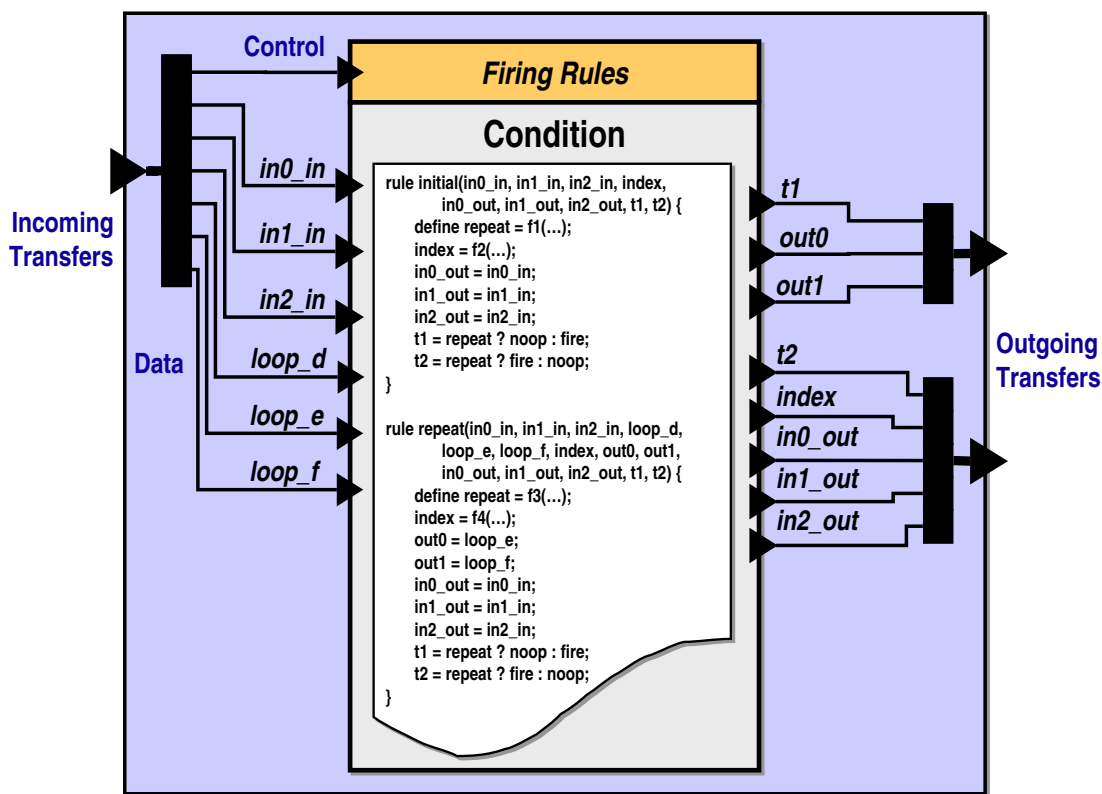 Control
Firing Rules
Condition
Incoming
Transfers
Data
in0_in
in1_in
in2_in
loop_d
loop_e
loop_f
rule initial(in0_in, in1_in, in2_in, index,
in0_out, in1_out, in2_out, t1, t2) {
define repeat = f1(...);
index = f2(...);
in0_out = in0_in;
in1_out = in1_in;
in2_out = in2_in;
t1 = repeat ? noop : fire;
t2 = repeat ? fire : noop;
}
rule repeat(in0_in, in1_in, in2_in, loop_d,
loop_e, loop_f, index, out0, out1,
in0_out, in1_out, in2_out, t1, t2) {
define repeat = f3(...);
index = f4(...);
out0 = loop_e;
out1 = loop_f;
in0_out = in0_in;
in1_out = in1_in;
in2_out = in2_in;
t1 = repeat ? noop : fire;
t2 = repeat ? fire : noop;
}
t1
out0
out1
t2
index
in0_out
in1_out
in2_out
Outgoing
Transfers